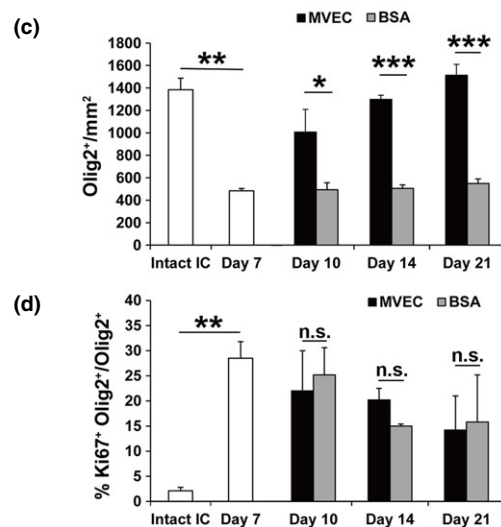 (c)
MVEC BSA
Olig2⁺/mm²
1800
1600
1400
1200
1000
800
600
400
200
0
**
*
***
***
Intact IC Day 7 Day 10 Day 14 Day 21
(d)
MVEC BSA
% Ki67⁺ Olig2⁺/Olig2⁺
40
35
30
25
20
15
10
5
0
**
n.s.
n.s.
n.s.
Intact IC Day 7 Day 10 Day 14 Day 21